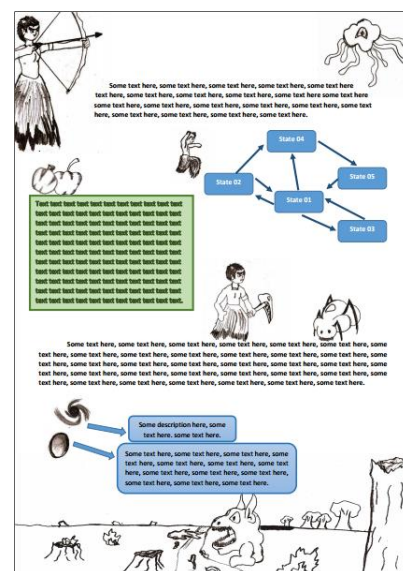 Some text here, some text here, some text here, some text here, some text here
text here, some text here, some text here, some text here, some text here some text here
some text here, some text here, some text here, some text here, some text here, some text
here, some text here, some text here, some text here, some text here.
State 04
State 02
State 05
State 01
State 03
Text text text text text text text text text text text
text text text text text text text text text text text
text text text text text text text text text text text
text text text text text text text text text text text
text text text text text text text text text text text
text text text text text text text text text text text
text text text text text text text text text text text
text text text text text text text text text text text
text text text text text text text text text text text
text text text text text text text text text text text
text text text text text text text text text text text.
Some text here, some text here, some text here, some text here, some text here, some text here, some
text here, some text here, some text here, some text here, some text here, some text here, some text
here, some text here, some text here, some text here, some text here, some text here, some text here,
some text here, some text here, some text here, some text here, some text here, some text here, some
text here, some text here, some text here, some text here, some text here, some text here.
Some description here, some
text here. some text here.
Some text here, some text here, some text here, some
text here, some text here, some text here, some text
here, some text here, some text here, some text here,
some text here, some text here, some text here.